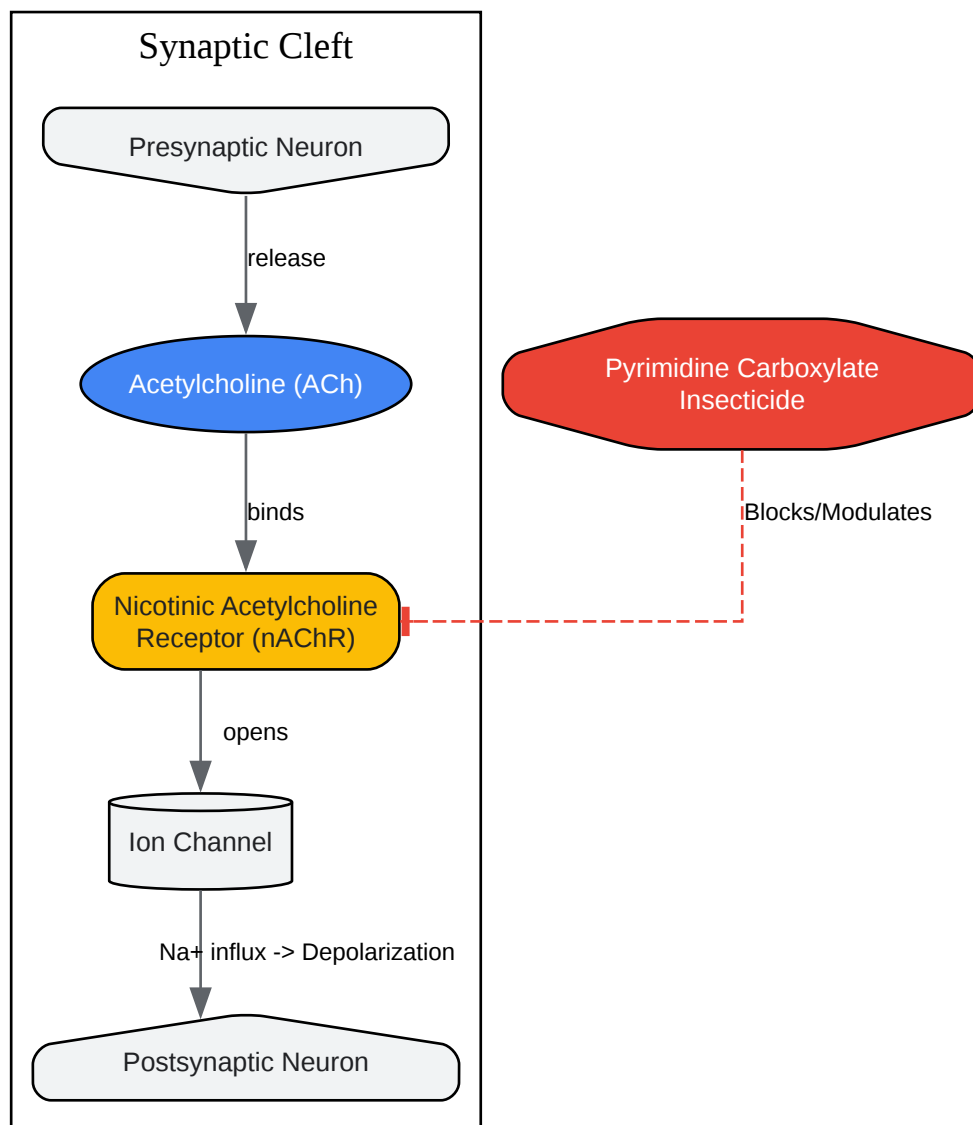 Synaptic Cleft
Presynaptic Neuron
release
Acetylcholine (ACh)
Pyrimidine Carboxylate
Insecticide
binds
Blocks/Modulates
Nicotinic Acetylcholine
Receptor (nAChR)
opens
Ion Channel
Na+ influx -> Depolarization
Postsynaptic Neuron